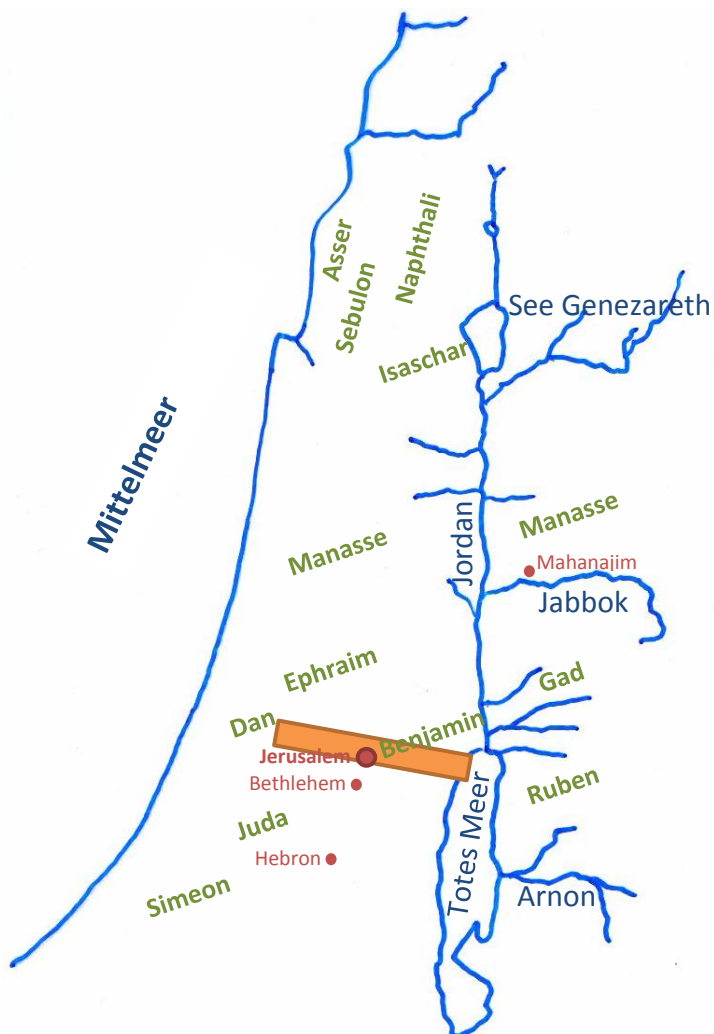 Asser
Sebulon
Naphthali
See Genezareth
Isaschar
Mittelmeer
Manasse
Jordan
Manasse
Mahanajim
Jabbok
Ephraim
Gad
Dan
Benjamin
Jerusalem
Bethlehem
Ruben
Juda
Totes Meer
Hebron
Simeon
Arnon